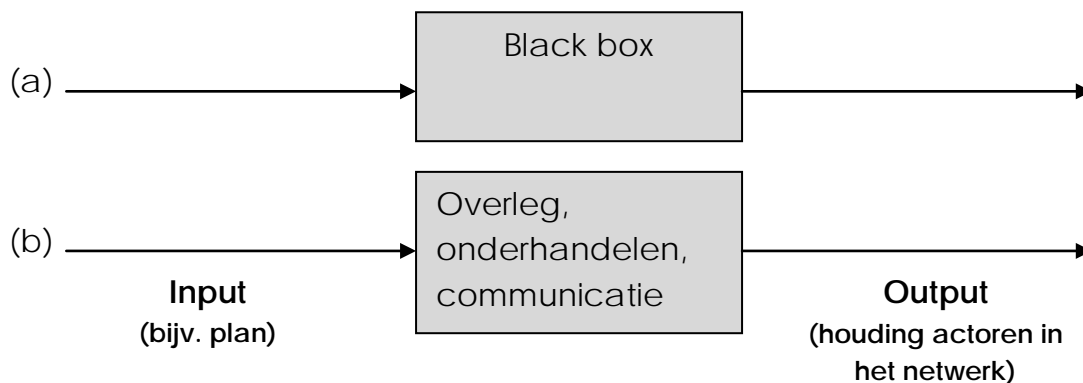 Black box
(a)
Overleg,
(b)
onderhandelen,
communicatie
Input
(bijv. plan)
Output
(houding actoren in
het netwerk)